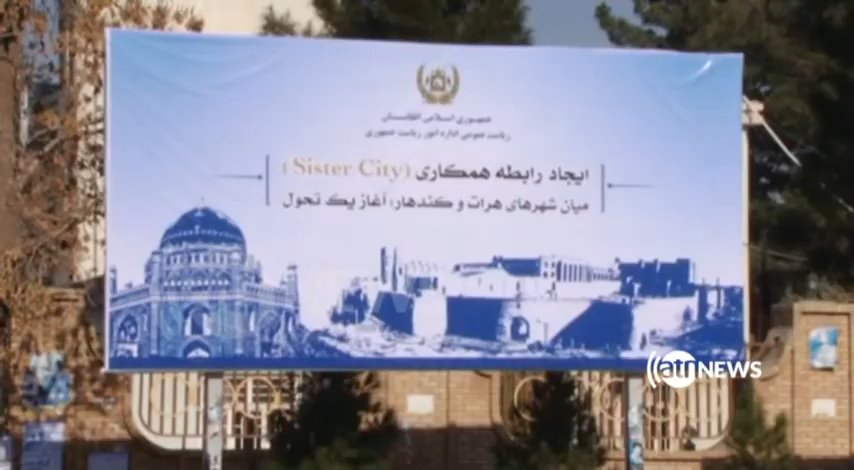 جمهوری اسلامی افغانستان
ریاست عمومی اداره امور ریاست جمهوری
ایجاد رابطه همکاری (Sister City)
میان شهرهای هرات و کندهار، آغاز یک تحول
atn NEWS